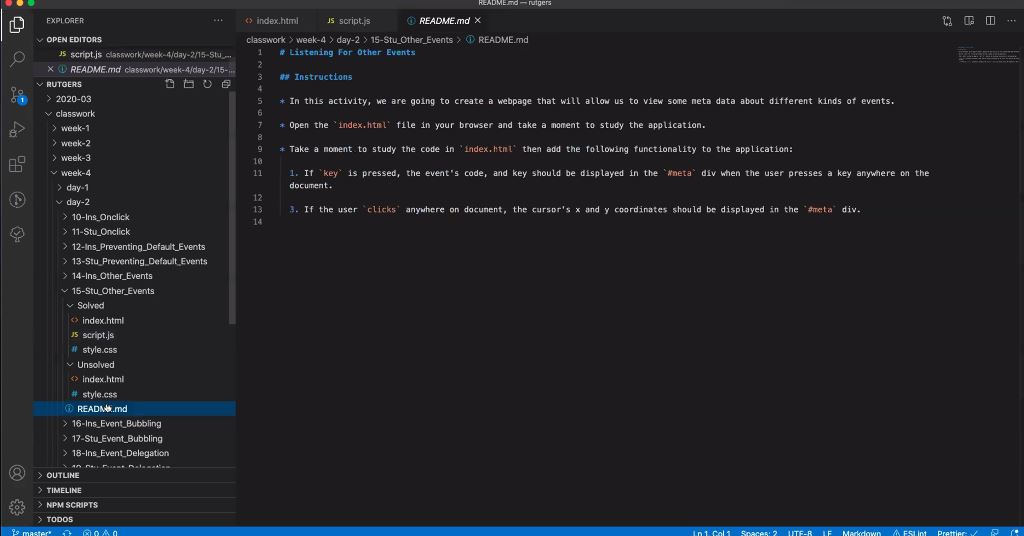 README.md — rutgers
EXPLORER
OPEN EDITORS
JS script.js classwork/week-4/day-2/15-Stu_...
README.md classwork/week-4/day-2/15-...
RUTGERS
2020-03
classwork
week-1
week-2
week-3
week-4
day-1
day-2
10-Ins_Onclick
11-Stu_Onclick
12-Ins_Preventing_Default_Events
13-Stu_Preventing_Default_Events
14-Ins_Other_Events
15-Stu_Other_Events
Solved
index.html
JS script.js
# style.css
Unsolved
index.html
# style.css
README.md
16-Ins_Event_Bubbling
17-Stu_Event_Bubbling
18-Ins_Event_Delegation
19-Stu_Event_Delegation
OUTLINE
TIMELINE
NPM SCRIPTS
TODOS
index.html
script.js
README.md
classwork > week-4 > day-2 > 15-Stu_Other_Events > README.md
1 # Listening For Other Events
2
3 ## Instructions
4
5 * In this activity, we are going to create a webpage that will allow us to view some meta data about different kinds of events.
6
7 * Open the `index.html` file in your browser and take a moment to study the application.
8
9 * Take a moment to study the code in `index.html` then add the following functionality to the application:
10
11 1. If `key` is pressed, the event's code, and key should be displayed in the `#meta` div when the user presses a key anywhere on the
document.
12
13 3. If the user `clicks` anywhere on document, the cursor's x and y coordinates should be displayed in the `#meta` div.
14
1
master* 0 0 Ln 1, Col 1 Spaces: 2 UTF-8 LF Markdown ESLint Prettier: ✓